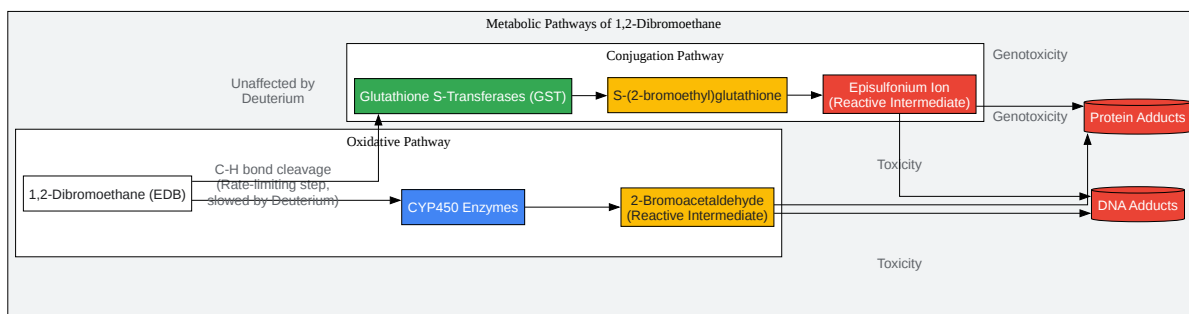 Metabolic Pathways of 1,2-Dibromoethane
Conjugation Pathway
Genotoxicity
Unaffected by
Deuterium
Glutathione S-Transferases (GST)
S-(2-bromoethyl)glutathione
Episulfonium Ion
(Reactive Intermediate)
Genotoxicity
Protein Adducts
Oxidative Pathway
C-H bond cleavage
(Rate-limiting step,
slowed by Deuterium)
Toxicity
1,2-Dibromoethane (EDB)
CYP450 Enzymes
2-Bromoacetaldehyde
(Reactive Intermediate)
DNA Adducts
Toxicity